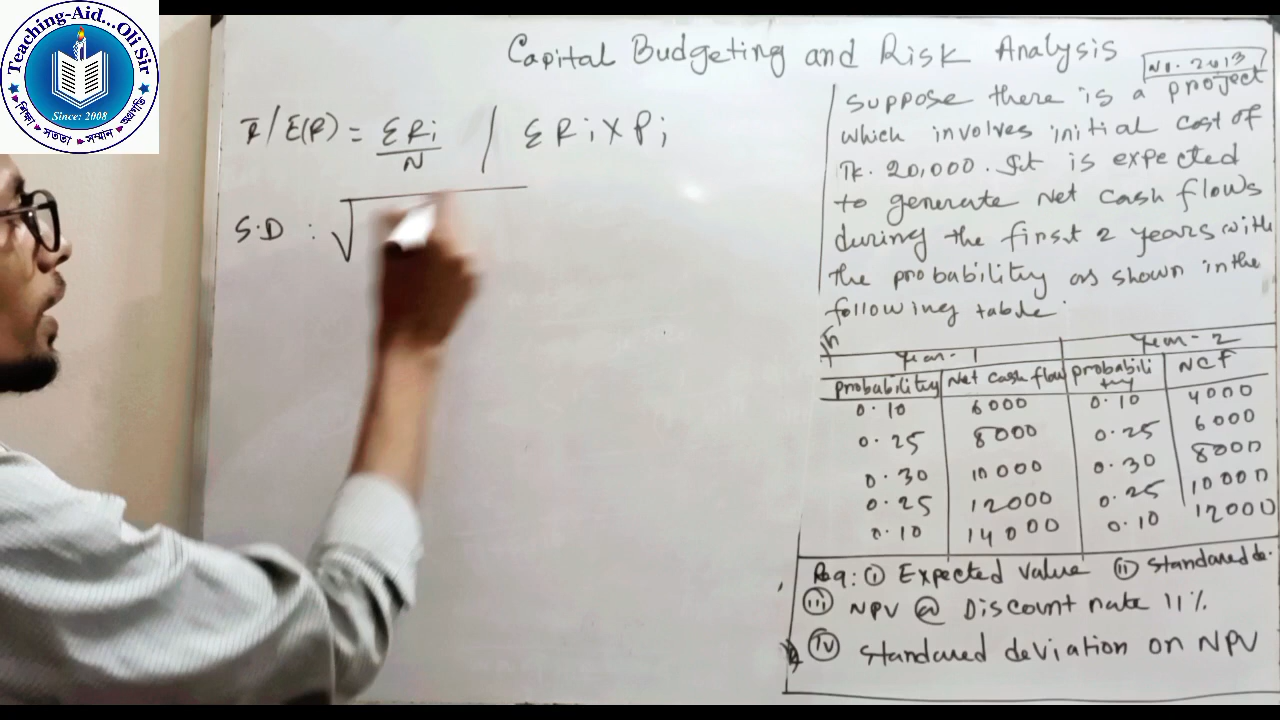 Teaching-Aid...Oli Sir
Since: 2008
শিক্ষা সততা সম্মান অগ্রগতি
Capital Budgeting and Risk Analysis
NU. 2013
R̄ / E(R) = ΣRi / N / ΣRi X Pi
S.D : √
Suppose there is a project
which involves initial cost of
Tk. 20,000. It is expected
to generate Net cash flows
during the first 2 years with
the probability as shown in the
following table
Year-1 Year-2
probability Net cash flow probability NCF
0.10 6000 0.10 4000
0.25 8000 0.25 6000
0.30 10000 0.30 8000
0.25 12000 0.25 10000
0.10 14000 0.10 12000
Req: (i) Expected value (ii) Standared de.
(iii) NPV @ Discount rate 11%
(iv) Standared deviation on NPV